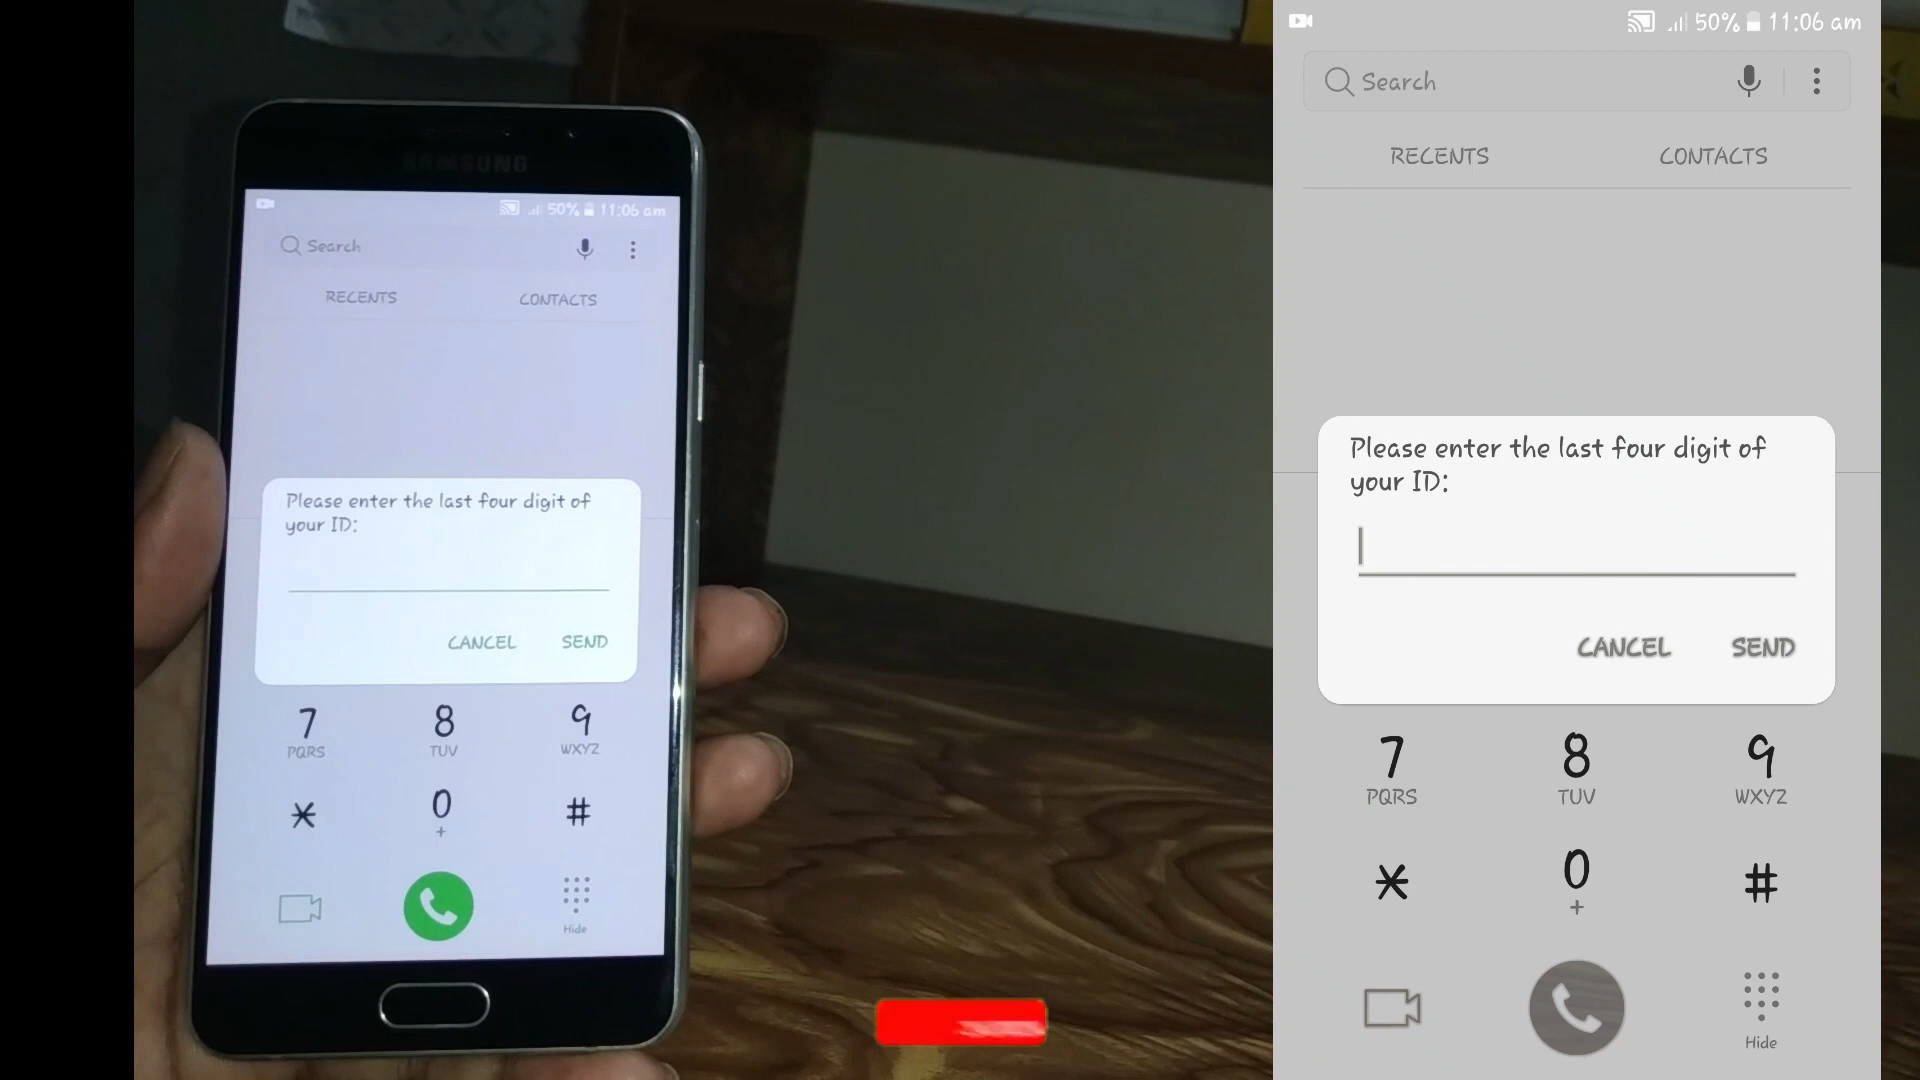 SAMSUNG
50% 11:06 am
Search
RECENTS CONTACTS
Please enter the last four digit of
your ID:
CANCEL SEND
7 8 9
PQRS TUV WXYZ
* 0 #
+
Hide
50% 11:06 am
Search
RECENTS CONTACTS
Please enter the last four digit of
your ID:
CANCEL SEND
7 8 9
PQRS TUV WXYZ
* 0 #
+
Hide